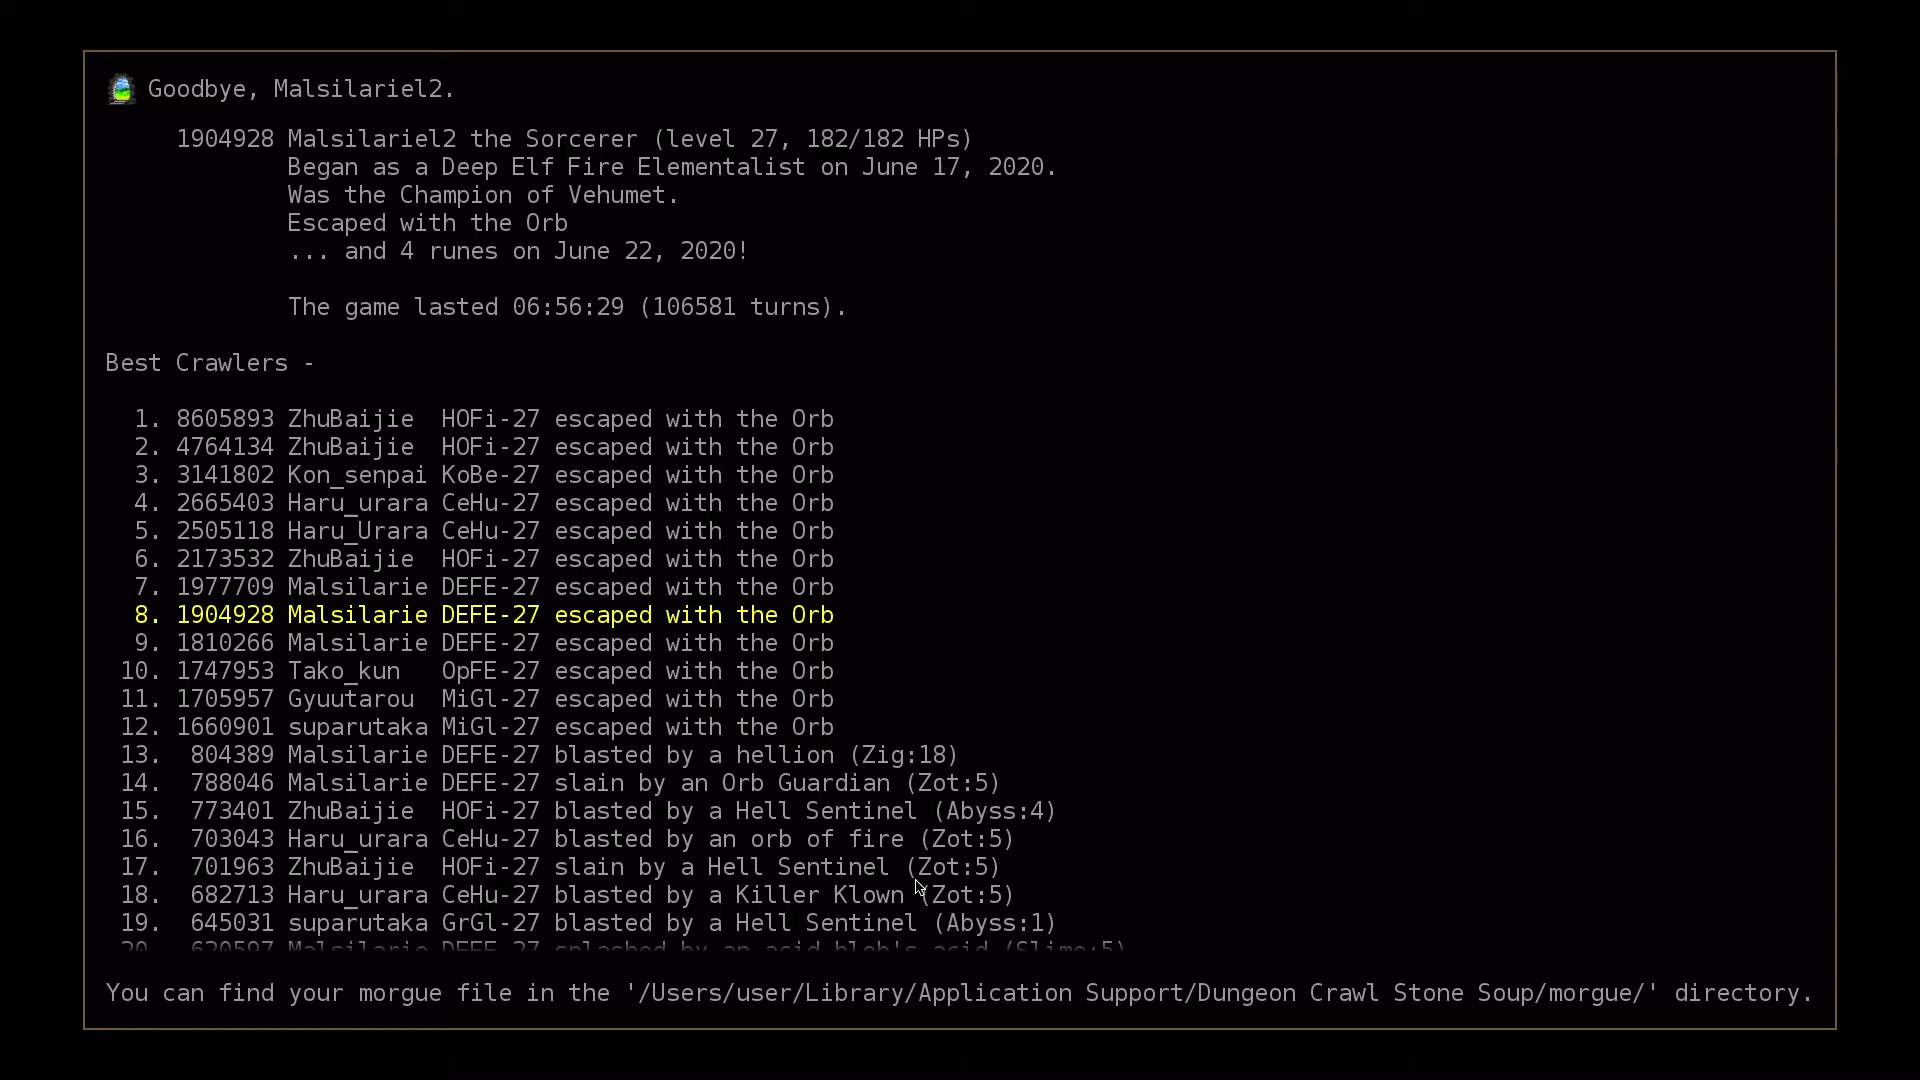 Goodbye, Malsilariel2.
1904928 Malsilariel2 the Sorcerer (level 27, 182/182 HPs)
Began as a Deep Elf Fire Elementalist on June 17, 2020.
Was the Champion of Vehumet.
Escaped with the Orb
... and 4 runes on June 22, 2020!
The game lasted 06:56:29 (106581 turns).
Best Crawlers -
1. 8605893 ZhuBaijie HOFi-27 escaped with the Orb
2. 4764134 ZhuBaijie HOFi-27 escaped with the Orb
3. 3141802 Kon_senpai KoBe-27 escaped with the Orb
4. 2665403 Haru_urara CeHu-27 escaped with the Orb
5. 2505118 Haru_Urara CeHu-27 escaped with the Orb
6. 2173532 ZhuBaijie HOFi-27 escaped with the Orb
7. 1977709 Malsilarie DEFE-27 escaped with the Orb
8. 1904928 Malsilarie DEFE-27 escaped with the Orb
9. 1810266 Malsilarie DEFE-27 escaped with the Orb
10. 1747953 Tako_kun OpFE-27 escaped with the Orb
11. 1705957 Gyuutarou MiGl-27 escaped with the Orb
12. 1660901 suparutaka MiGl-27 escaped with the Orb
13. 804389 Malsilarie DEFE-27 blasted by a hellion (Zig:18)
14. 788046 Malsilarie DEFE-27 slain by an Orb Guardian (Zot:5)
15. 773401 ZhuBaijie HOFi-27 blasted by a Hell Sentinel (Abyss:4)
16. 703043 Haru_urara CeHu-27 blasted by an orb of fire (Zot:5)
17. 701963 ZhuBaijie HOFi-27 slain by a Hell Sentinel (Zot:5)
18. 682713 Haru_urara CeHu-27 blasted by a Killer Klown (Zot:5)
19. 645031 suparutaka GrGl-27 blasted by a Hell Sentinel (Abyss:1)
20. 620597 Malsilarie DEFE-27 splashed by an acid blob's acid (Slime:5)
You can find your morgue file in the '/Users/user/Library/Application Support/Dungeon Crawl Stone Soup/morgue/' directory.